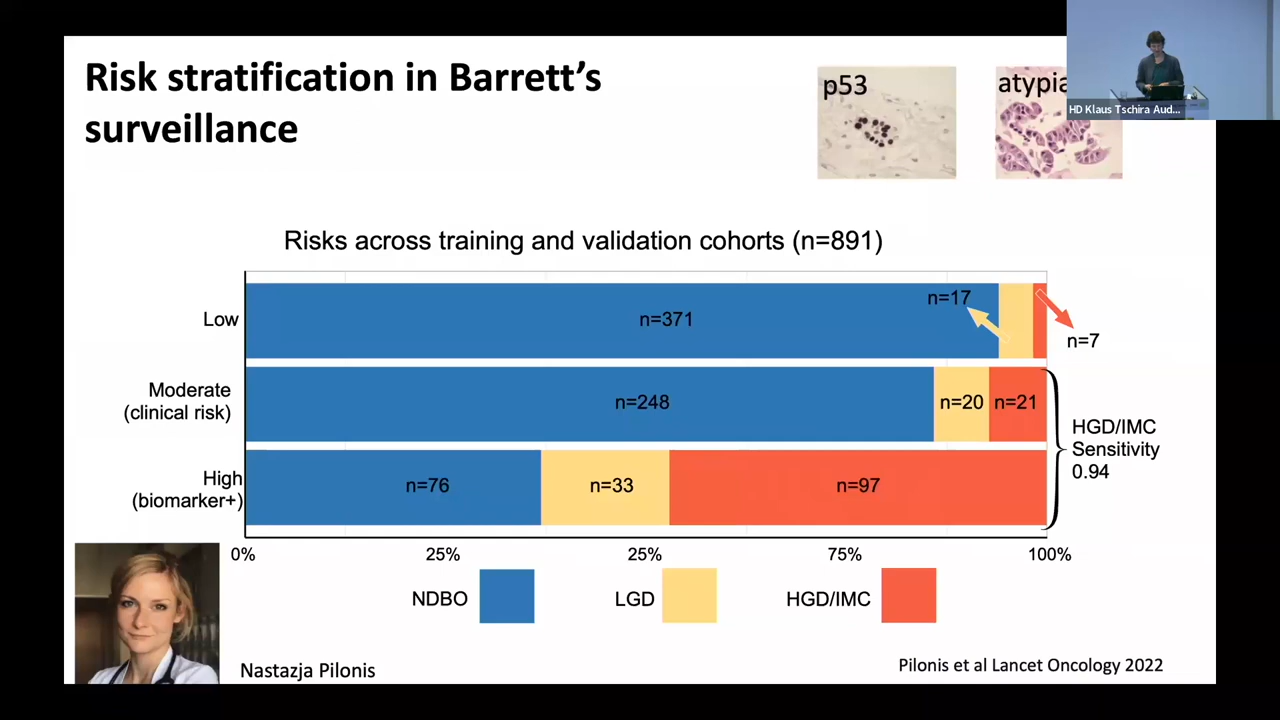 Risk stratification in Barrett's
surveillance
p53
atypia
HD Klaus Tschira Aud...
Risks across training and validation cohorts (n=891)
Low
n=371
n=17
n=7
Moderate
(clinical risk)
n=248
n=20
n=21
High
(biomarker+)
n=76
n=33
n=97
HGD/IMC
Sensitivity
0.94
0%
25%
25%
75%
100%
NDBO
LGD
HGD/IMC
Nastazja Pilonis
Pilonis et al Lancet Oncology 2022